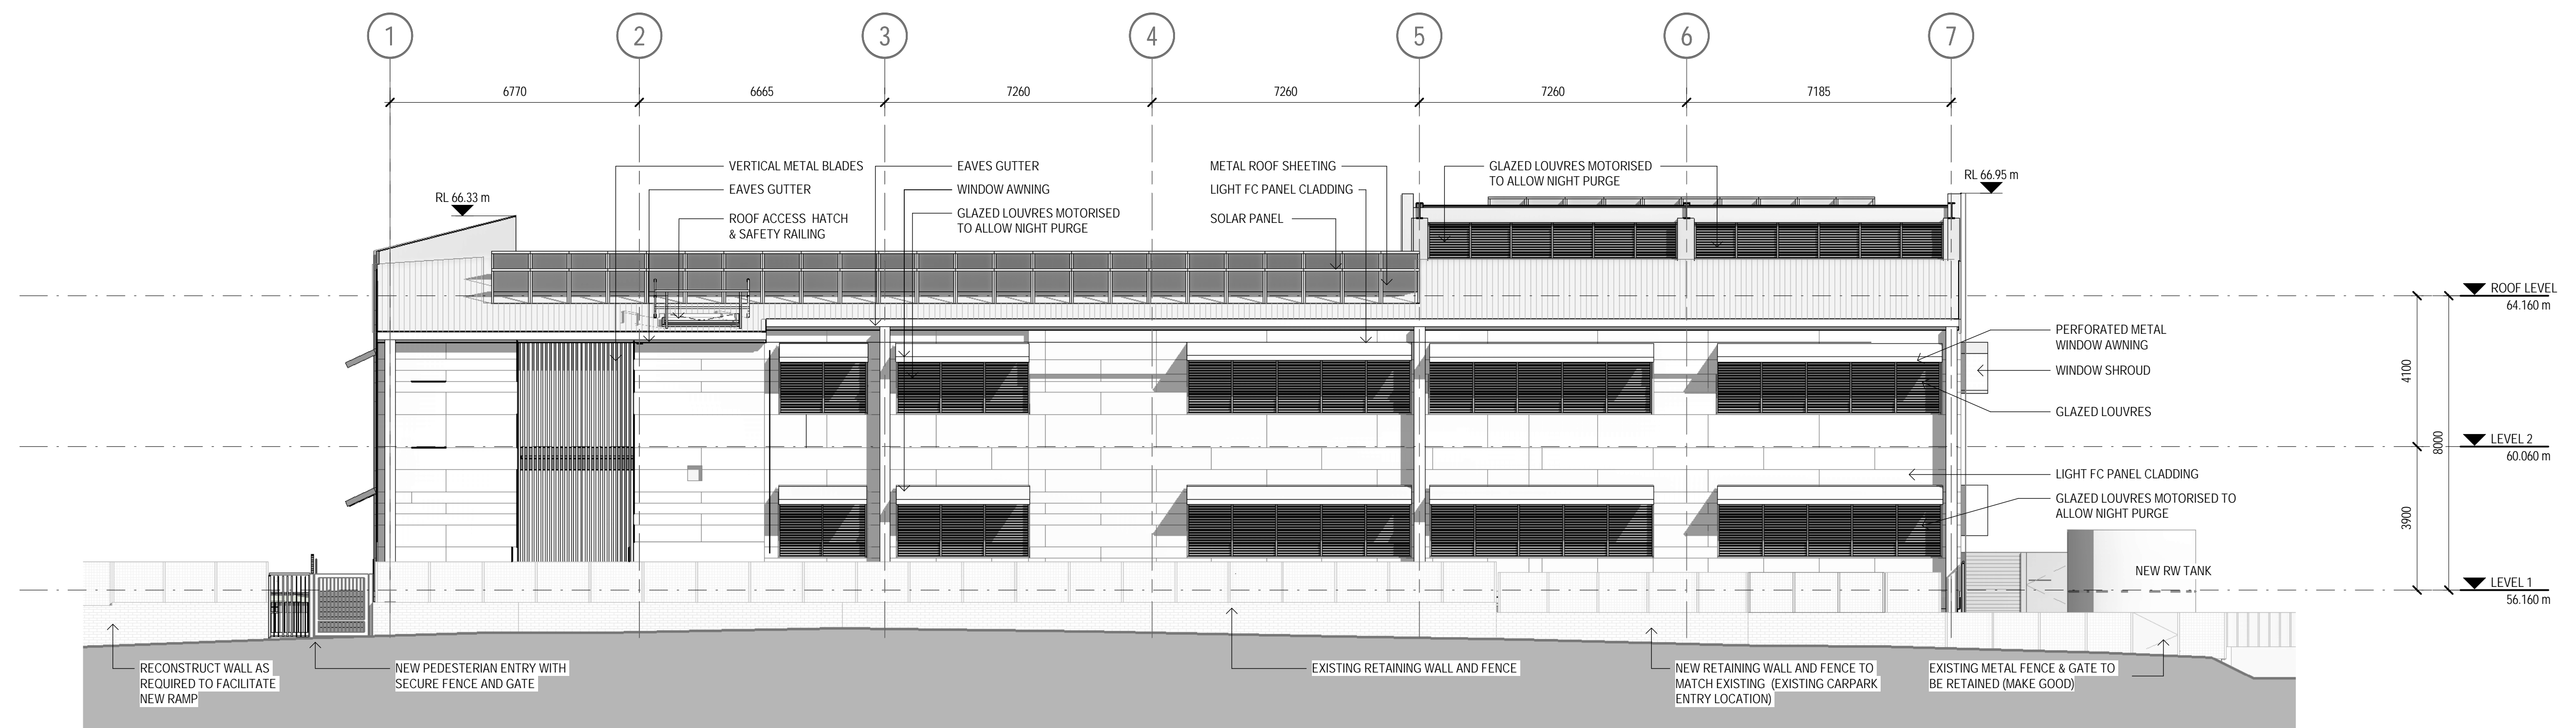 1
2
3
4
5
6
7
6770
6665
7260
7260
7260
7185
VERTICAL METAL BLADES
EAVES GUTTER
ROOF ACCESS HATCH
& SAFETY RAILING
EAVES GUTTER
WINDOW AWNING
GLAZED LOUVRES MOTORISED
TO ALLOW NIGHT PURGE
METAL ROOF SHEETING
LIGHT FC PANEL CLADDING
SOLAR PANEL
GLAZED LOUVRES MOTORISED
TO ALLOW NIGHT PURGE
RL 66.33 m
RL 66.95 m
ROOF LEVEL
64.160 m
PERFORATED METAL
WINDOW AWNING
WINDOW SHROUD
GLAZED LOUVRES
4100
8000
LEVEL 2
60.060 m
LIGHT FC PANEL CLADDING
GLAZED LOUVRES MOTORISED TO
ALLOW NIGHT PURGE
3900
NEW RW TANK
LEVEL 1
56.160 m
RECONSTRUCT WALL AS
REQUIRED TO FACILITATE
NEW RAMP
NEW PEDESTERIAN ENTRY WITH
SECURE FENCE AND GATE
EXISTING RETAINING WALL AND FENCE
NEW RETAINING WALL AND FENCE TO
MATCH EXISTING (EXISTING CARPARK
ENTRY LOCATION)
EXISTING METAL FENCE & GATE TO
BE RETAINED (MAKE GOOD)